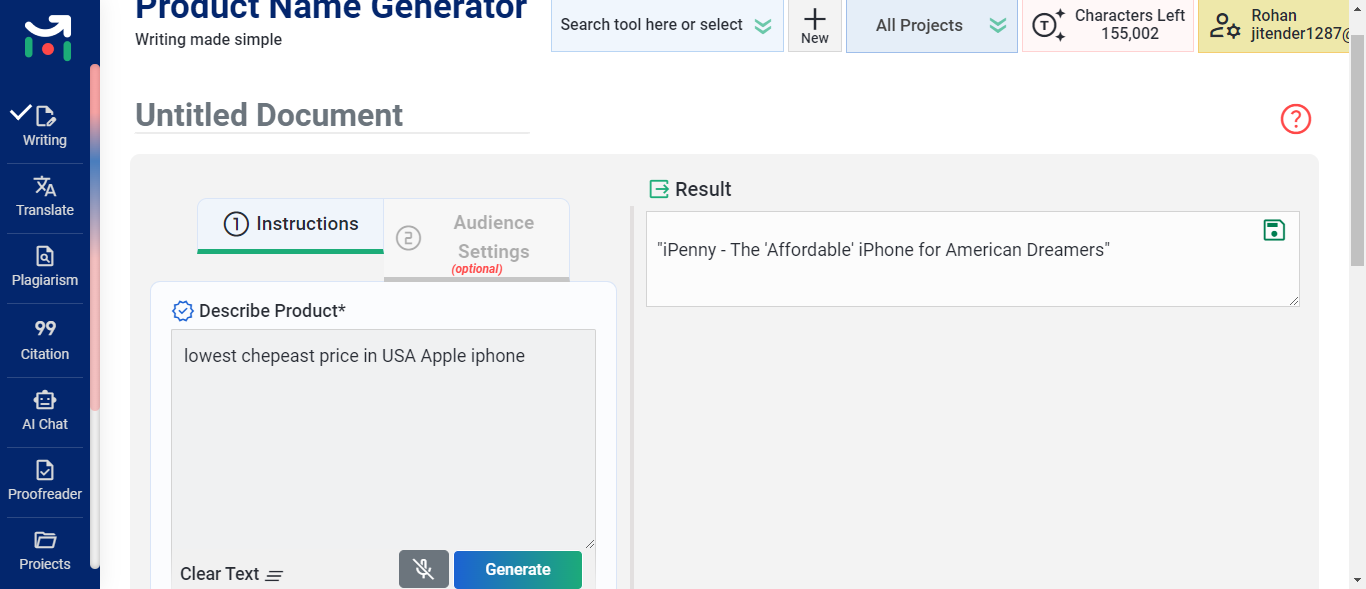 Product Name Generator
Writing made simple
Search tool here or select
New
All Projects
Characters Left
155,002
Rohan
jitender1287@
Writing
Translate
Plagiarism
Citation
AI Chat
Proofreader
Projects
Untitled Document
1 Instructions
2 Audience
Settings
(optional)
Describe Product*
lowest chepeast price in USA Apple iphone
Clear Text
Generate
Result
"iPenny - The 'Affordable' iPhone for American Dreamers"